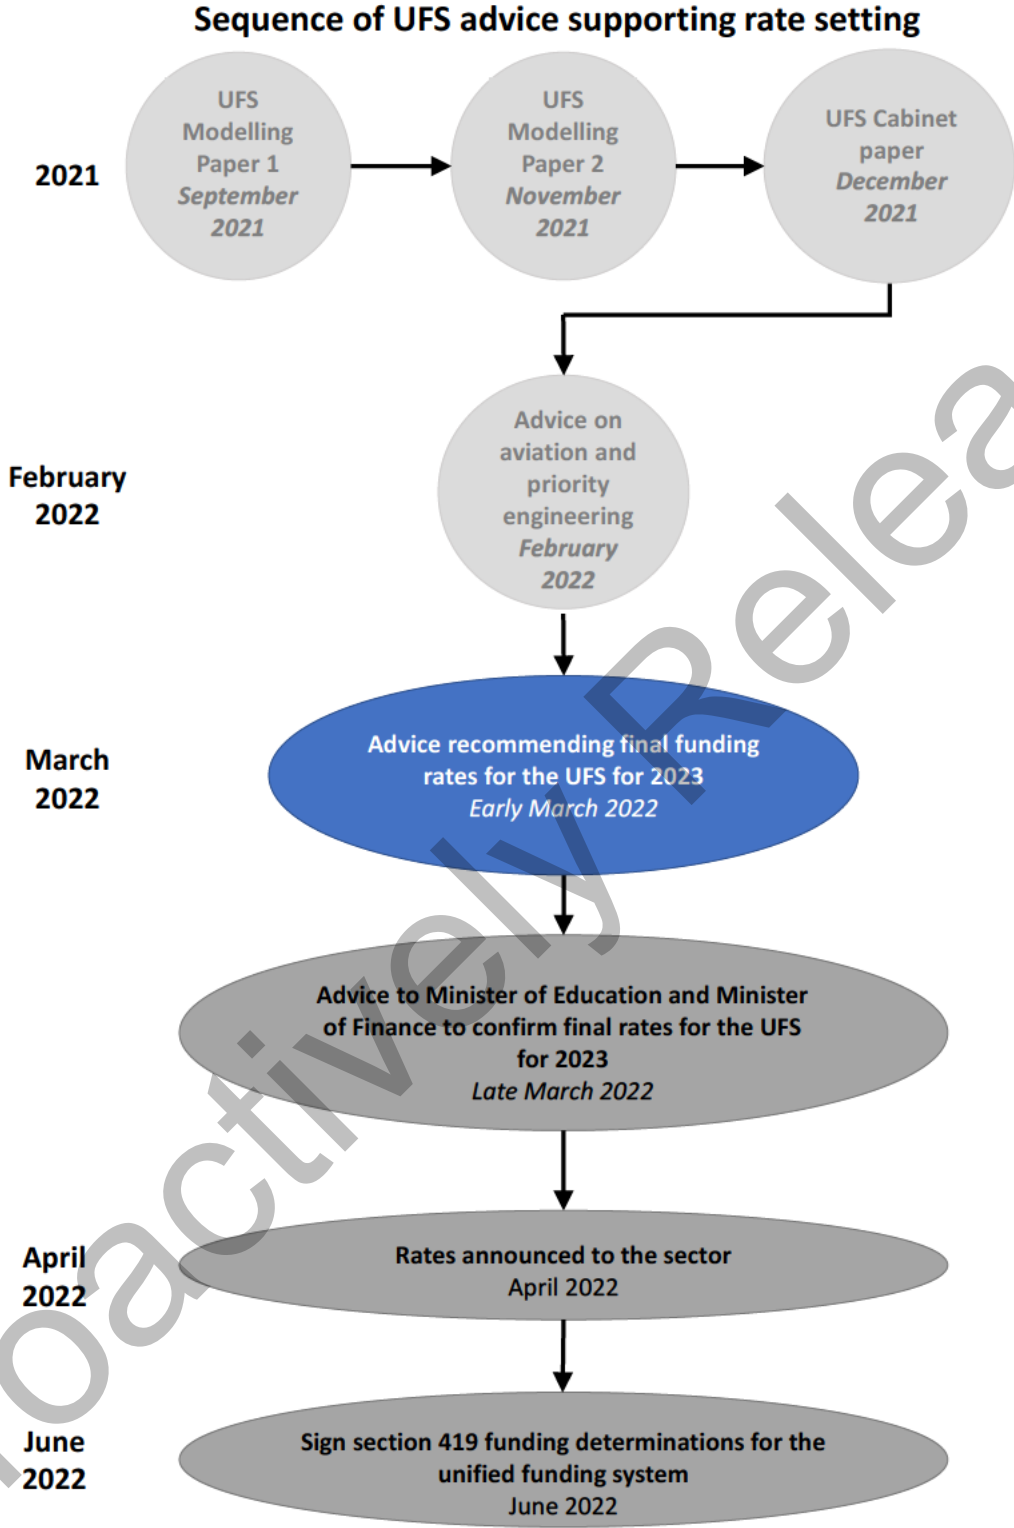 Sequence of UFS advice supporting rate setting
2021
UFS
Modelling
Paper 1
September
2021
UFS
Modelling
Paper 2
November
2021
UFS Cabinet
paper
December
2021
February
2022
Advice on
aviation and
priority
engineering
February
2022
March
2022
Advice recommending final funding
rates for the UFS for 2023
Early March 2022
Advice to Minister of Education and Minister
of Finance to confirm final rates for the UFS
for 2023
Late March 2022
April
2022
Rates announced to the sector
April 2022
June
2022
Sign section 419 funding determinations for the
unified funding system
June 2022
roactively Relea